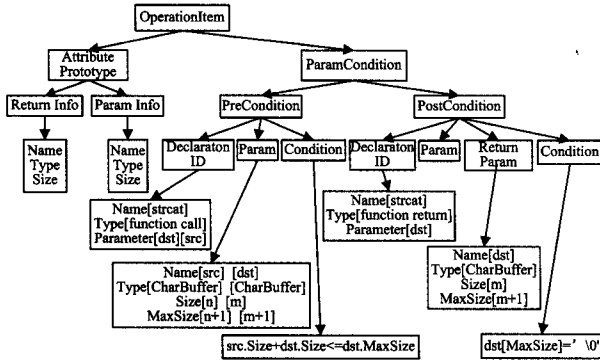 OperationItem
Attribute
Prototype
ParamCondition
Return Info
Param Info
PreCondition
PostCondition
Name
Type
Size
Name
Type
Size
Declaraton
ID
Param
Condition
Declaraton
ID
Param
Return
Param
Condition
Name[strcat]
Type[function call]
Parameter[dst][src]
Name[strcat]
Type[function return]
Parameter[dst]
Name[src] [dst]
Type[CharBuffer] [CharBuffer]
Size[n] [m]
MaxSize[n+1] [m+1]
Name[dst]
Type[CharBuffer]
Size[m]
MaxSize[m+1]
src.Size+dst.Size<=dst.MaxSize
dst[MaxSize]=' \0'